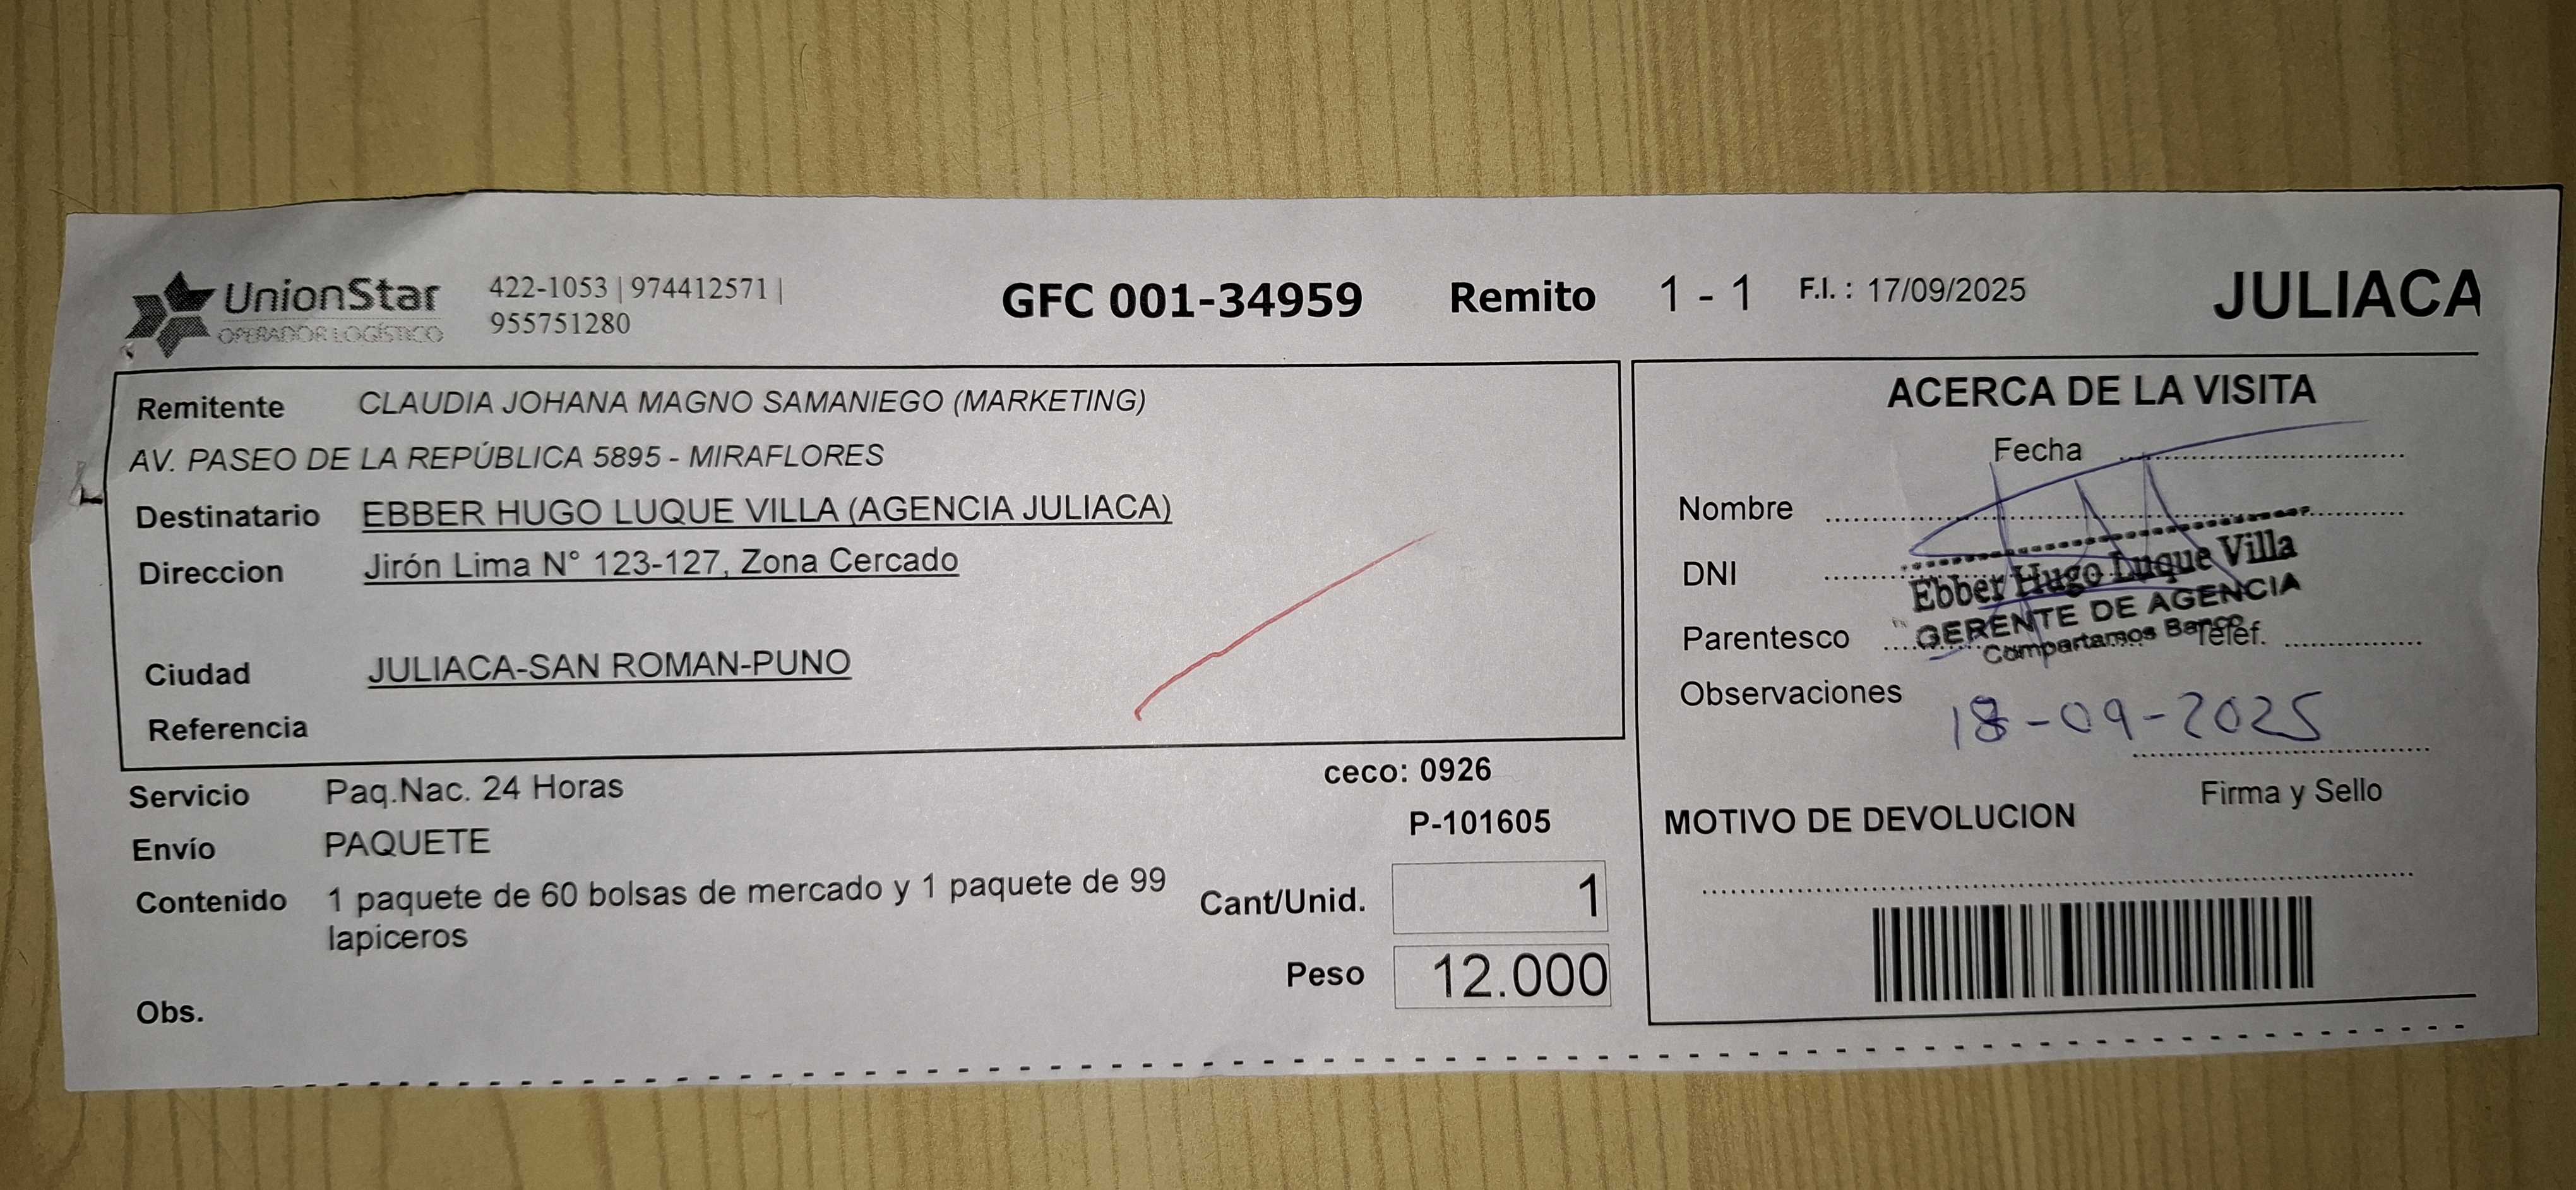 UnionStar
OPERADOR LOGÍSTICO
422-1053 | 974412571 |
955751280
GFC 001-34959 Remito 1 - 1 F.I. : 17/09/2025 JULIACA
Remitente CLAUDIA JOHANA MAGNO SAMANIEGO (MARKETING)
AV. PASEO DE LA REPÚBLICA 5895 - MIRAFLORES
Destinatario EBBER HUGO LUQUE VILLA (AGENCIA JULIACA)
Direccion Jirón Lima N° 123-127, Zona Cercado
Ciudad JULIACA-SAN ROMAN-PUNO
Referencia
Servicio Paq.Nac. 24 Horas
ceco: 0926
Envío PAQUETE
P-101605
Contenido 1 paquete de 60 bolsas de mercado y 1 paquete de 99
lapiceros
Cant/Unid. 1
Peso 12.000
Obs.
ACERCA DE LA VISITA
Fecha
Nombre
DNI
Ebber Hugo Luque Villa
GERENTE DE AGENCIA
Compartamos Banco
Parentesco
Teléf.
Observaciones
18-09-2025
Firma y Sello
MOTIVO DE DEVOLUCION